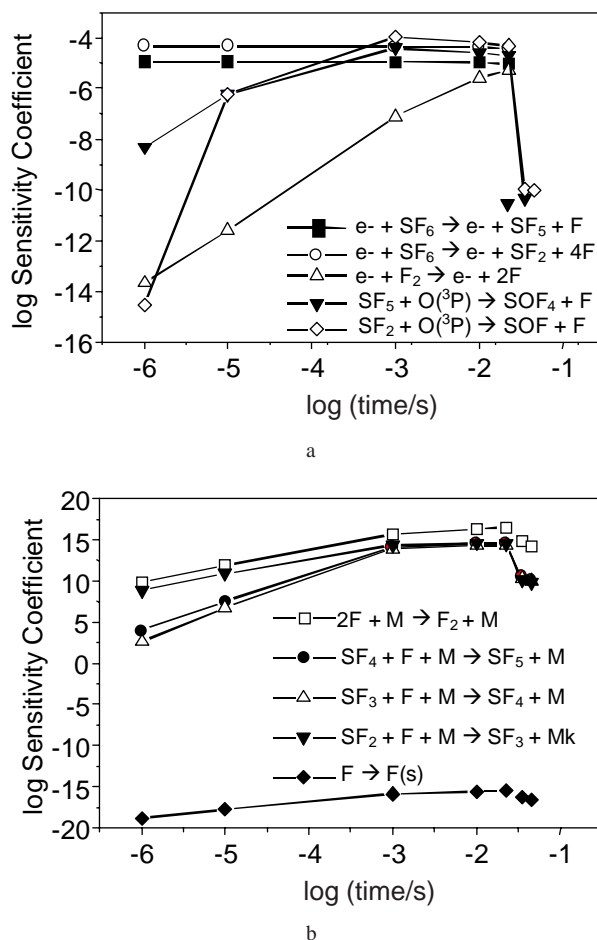 log Sensitivity Coefficient
-4
-6
-8
-10
-12
-14
-16
e- + SF₆ → e- + SF₅ + F
e- + SF₆ → e- + SF₂ + 4F
e- + F₂ → e- + 2F
SF₅ + O(³P) → SOF₄ + F
SF₂ + O(³P) → SOF + F
-6 -5 -4 -3 -2 -1
log (time/s)
a
log Sensitivity Coefficient
20
15
10
5
0
-5
-10
-15
-20
2F + M → F₂ + M
SF₄ + F + M → SF₅ + M
SF₃ + F + M → SF₄ + M
SF₂ + F + M → SF₃ + Mk
F → F(s)
-6 -5 -4 -3 -2 -1
log (time/s)
b